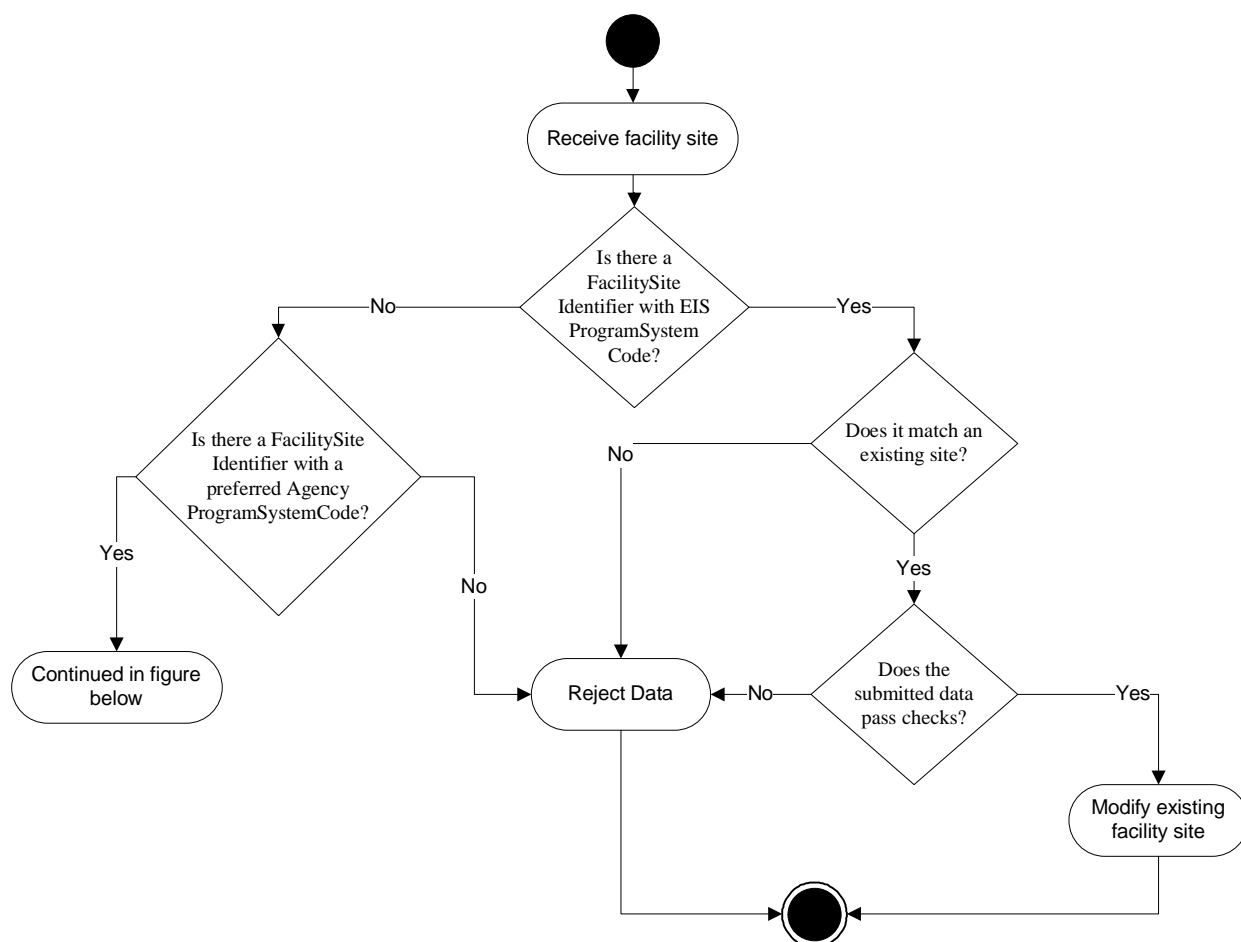 Receive facility site
Is there a
FacilitySite
Identifier with EIS
ProgramSystem
Code?
No
Yes
Is there a FacilitySite
Identifier with a
preferred Agency
ProgramSystemCode?
Does it match an
existing site?
No
Yes
No
Yes
Continued in figure
below
Reject Data
No
Does the
submitted data
pass checks?
Yes
Modify existing
facility site